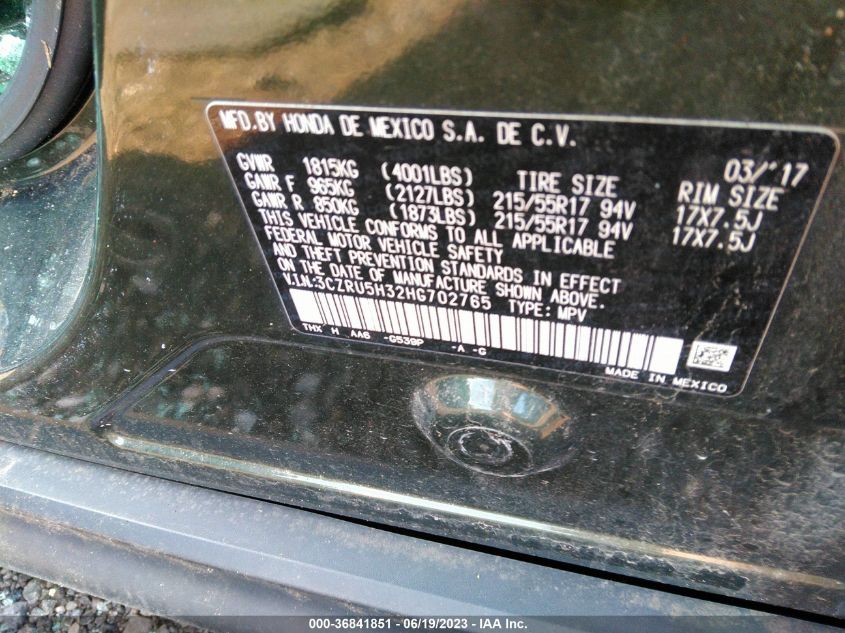 MFD.BY HONDA DE MEXICO S.A. DE C.V.
03/'17
GVWR 1815KG (4001LBS) TIRE SIZE RIM SIZE
GAWR F 965KG (2127LBS) 215/55R17 94V 17X7.5J
GAWR R 850KG (1873LBS) 215/55R17 94V 17X7.5J
THIS VEHICLE CONFORMS TO ALL APPLICABLE
FEDERAL MOTOR VEHICLE SAFETY
AND THEFT PREVENTION STANDARDS IN EFFECT
ON THE DATE OF MANUFACTURE SHOWN ABOVE.
V.I.N.:3CZRU5H32HG702765 TYPE: MPV
THX H AA6 -G539P -A -G
MADE IN MEXICO
000-36841851 - 06/19/2023 - IAA Inc.